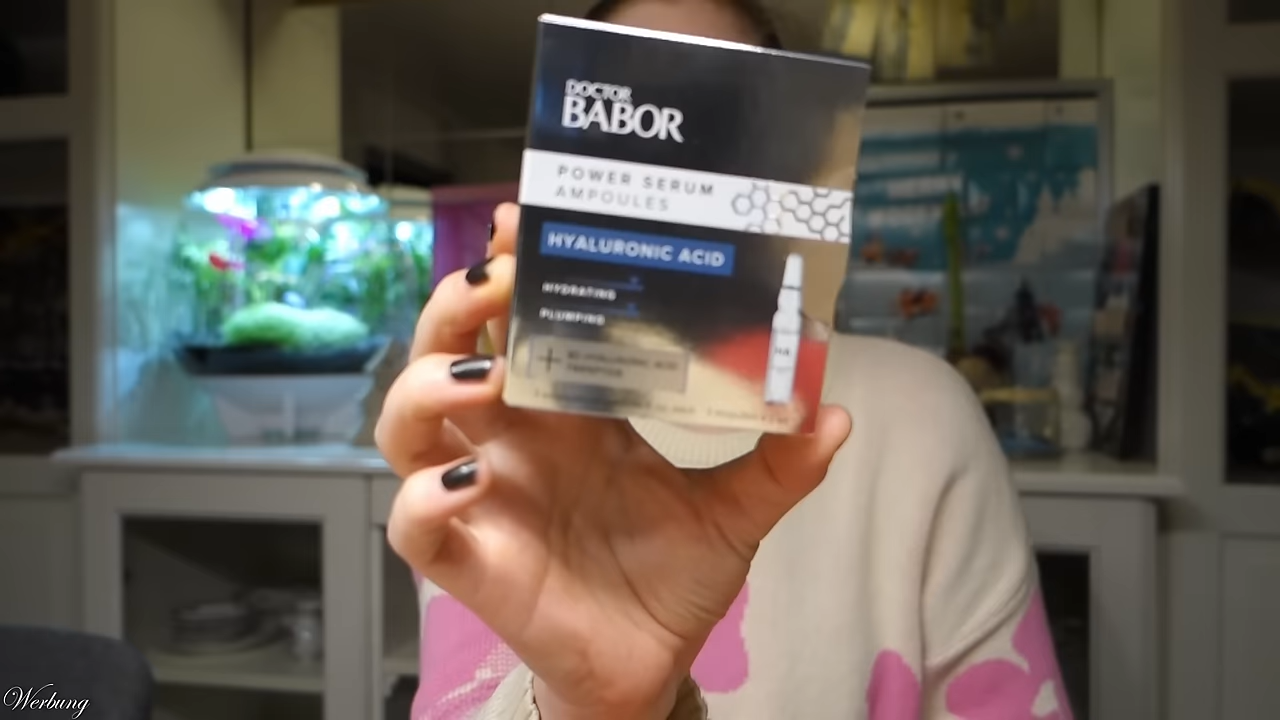 DOCTOR
BABOR
POWER SERUM
AMPOULES
HYALURONIC ACID
HYDRATING
PLUMPING
HA
Werbung